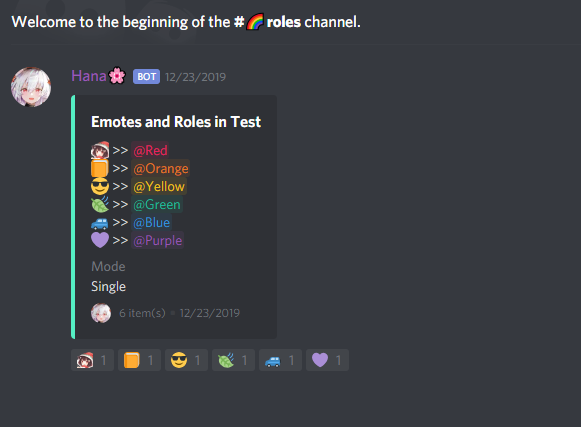 Welcome to the beginning of the #🌈 roles channel.
Hana🌸 BOT 12/23/2019
Emotes and Roles in Test
>> @Red
📙 >> @Orange
😎 >> @Yellow
🍃 >> @Green
🚙 >> @Blue
💜 >> @Purple
Mode
Single
6 item(s) • 12/23/2019
1 📙 1 😎 1 🍃 1 🚙 1 💜 1